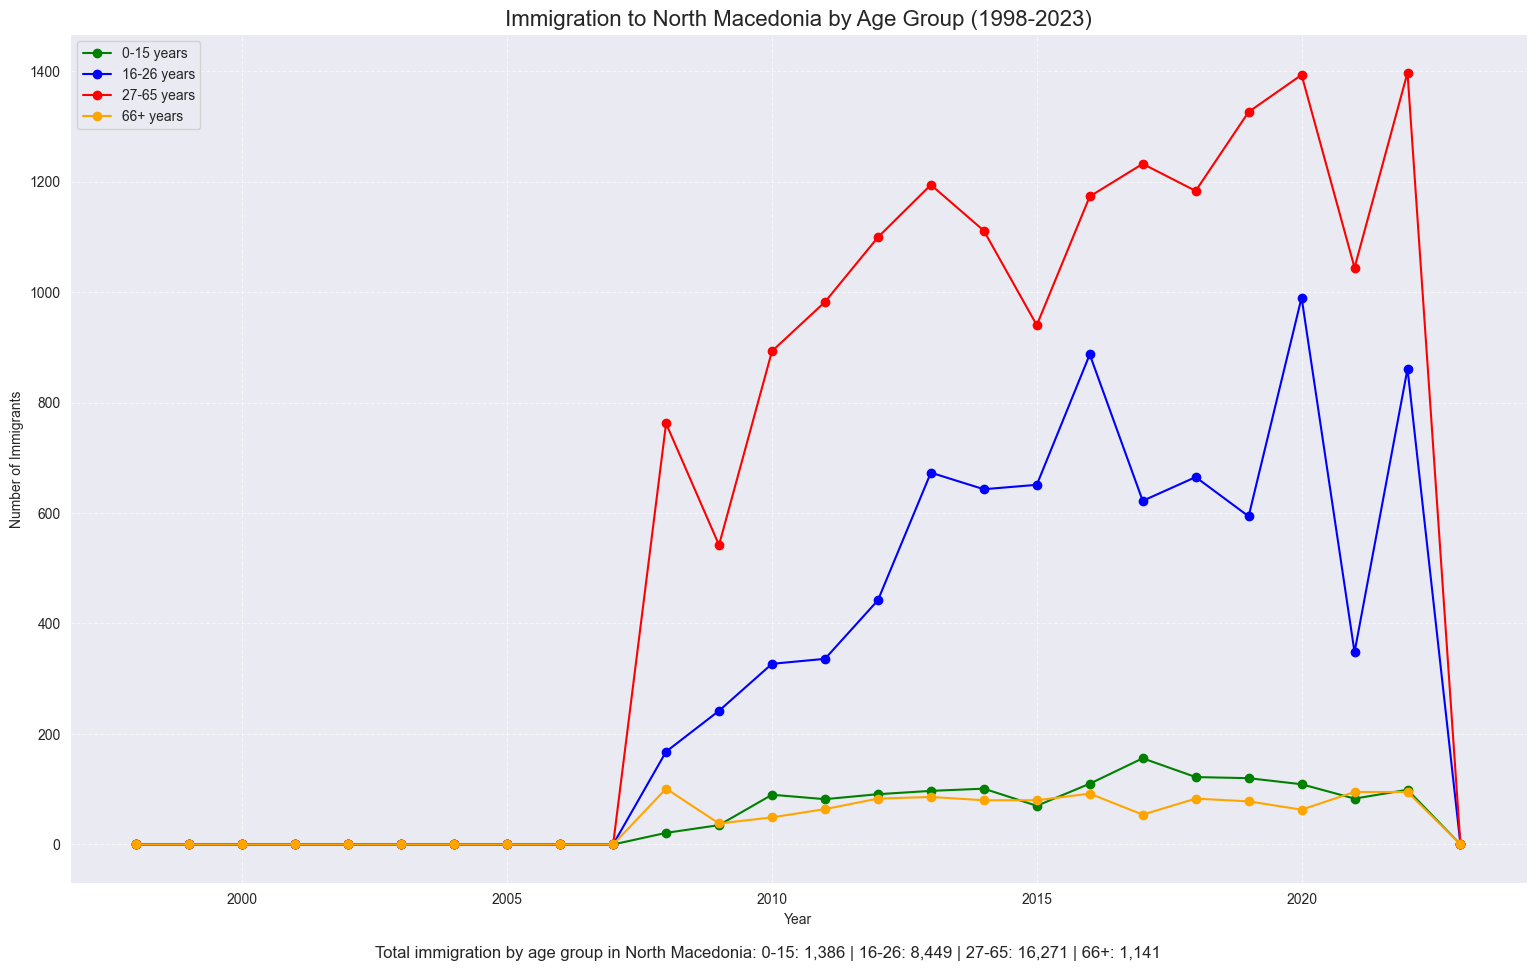 Immigration to North Macedonia by Age Group (1998-2023)
0-15 years
16-26 years
27-65 years
66+ years
1400
1200
1000
800
600
400
200
0
Number of Immigrants
2000
2005
2010
2015
2020
Year
Total immigration by age group in North Macedonia: 0-15: 1,386 | 16-26: 8,449 | 27-65: 16,271 | 66+: 1,141